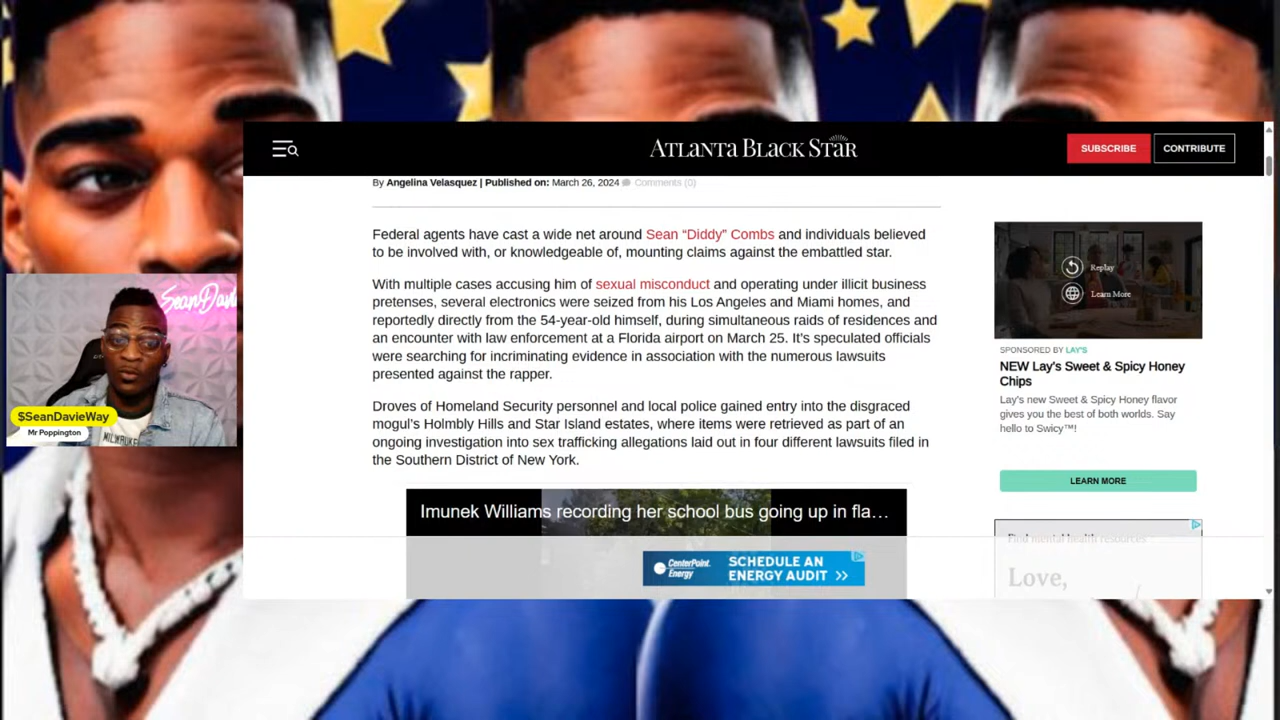 ATLANTA BLACK STAR
SUBSCRIBE
CONTRIBUTE
By Angelina Velasquez | Published on: March 26, 2024 Comments (0)
Federal agents have cast a wide net around Sean “Diddy” Combs and individuals believed
to be involved with, or knowledgeable of, mounting claims against the embattled star.
With multiple cases accusing him of sexual misconduct and operating under illicit business
pretenses, several electronics were seized from his Los Angeles and Miami homes, and
reportedly directly from the 54-year-old himself, during simultaneous raids of residences and
an encounter with law enforcement at a Florida airport on March 25. It’s speculated officials
were searching for incriminating evidence in association with the numerous lawsuits
presented against the rapper.
Droves of Homeland Security personnel and local police gained entry into the disgraced
mogul’s Holmbly Hills and Star Island estates, where items were retrieved as part of an
ongoing investigation into sex trafficking allegations laid out in four different lawsuits filed in
the Southern District of New York.
Imunek Williams recording her school bus going up in fla…
CenterPoint.
Energy
SCHEDULE AN
ENERGY AUDIT
Replay
Learn More
SPONSORED BY LAY'S
NEW Lay's Sweet & Spicy Honey
Chips
Lay's new Sweet & Spicy Honey flavor
gives you the best of both worlds. Say
hello to Swicy™!
LEARN MORE
Find mental health resources
Love,
SeanDavi
$SeanDavieWay
Mr Poppington
MILWAUKE